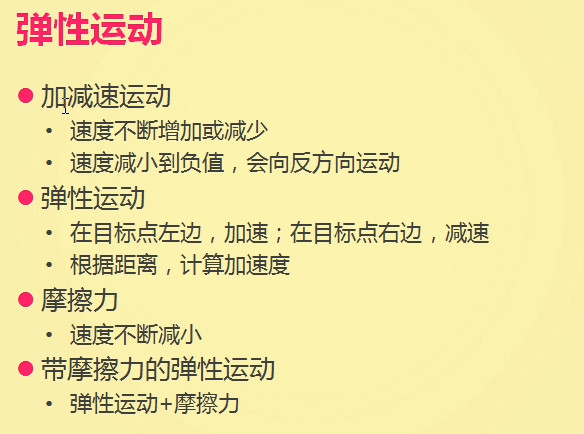 弹性运动
加减速运动
速度不断增加或减少
速度减小到负值，会向反方向运动
弹性运动
在目标点左边，加速；在目标点右边，减速
根据距离，计算加速度
摩擦力
速度不断减小
带摩擦力的弹性运动
弹性运动+摩擦力